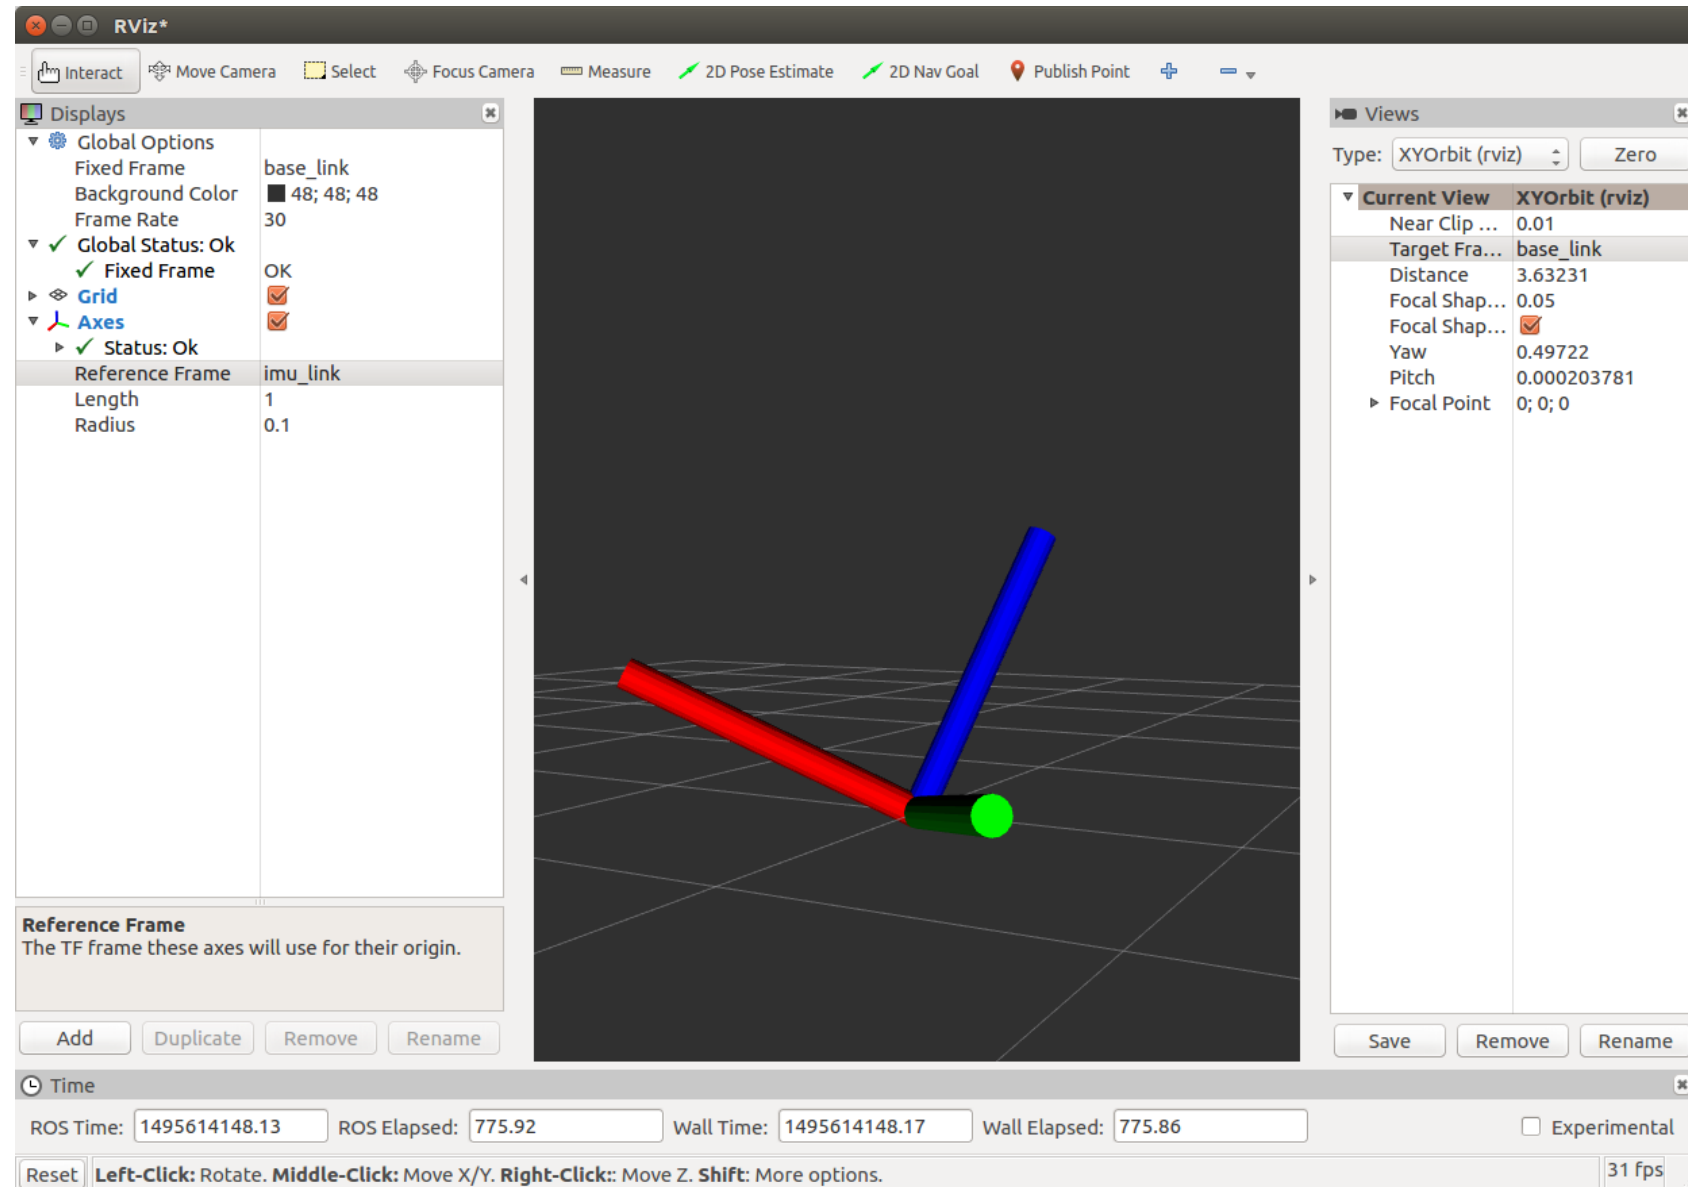 RViz*
Interact Move Camera Select Focus Camera Measure 2D Pose Estimate 2D Nav Goal Publish Point
Displays
Global Options
Fixed Frame base_link
Background Color 48; 48; 48
Frame Rate 30
Global Status: Ok
Fixed Frame OK
Grid
Axes
Status: Ok
Reference Frame imu_link
Length 1
Radius 0.1
Reference Frame
The TF frame these axes will use for their origin.
Add Duplicate Remove Rename
Views
Type: XYOrbit (rviz) Zero
Current View XYOrbit (rviz)
Near Clip ... 0.01
Target Fra... base_link
Distance 3.63231
Focal Shap... 0.05
Focal Shap...
Yaw 0.49722
Pitch 0.000203781
Focal Point 0; 0; 0
Save Remove Rename
Time
ROS Time: 1495614148.13 ROS Elapsed: 775.92 Wall Time: 1495614148.17 Wall Elapsed: 775.86 Experimental
Reset Left-Click: Rotate. Middle-Click: Move X/Y. Right-Click:: Move Z. Shift: More options. 31 fps